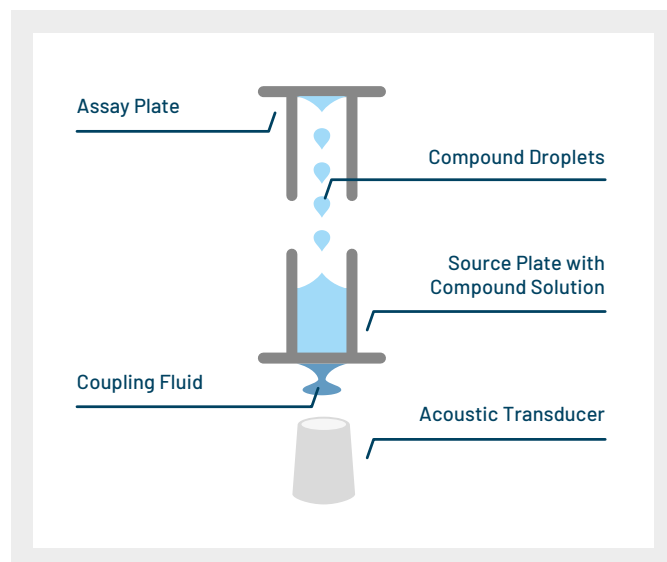 Assay Plate
Compound Droplets
Source Plate with
Compound Solution
Coupling Fluid
Acoustic Transducer